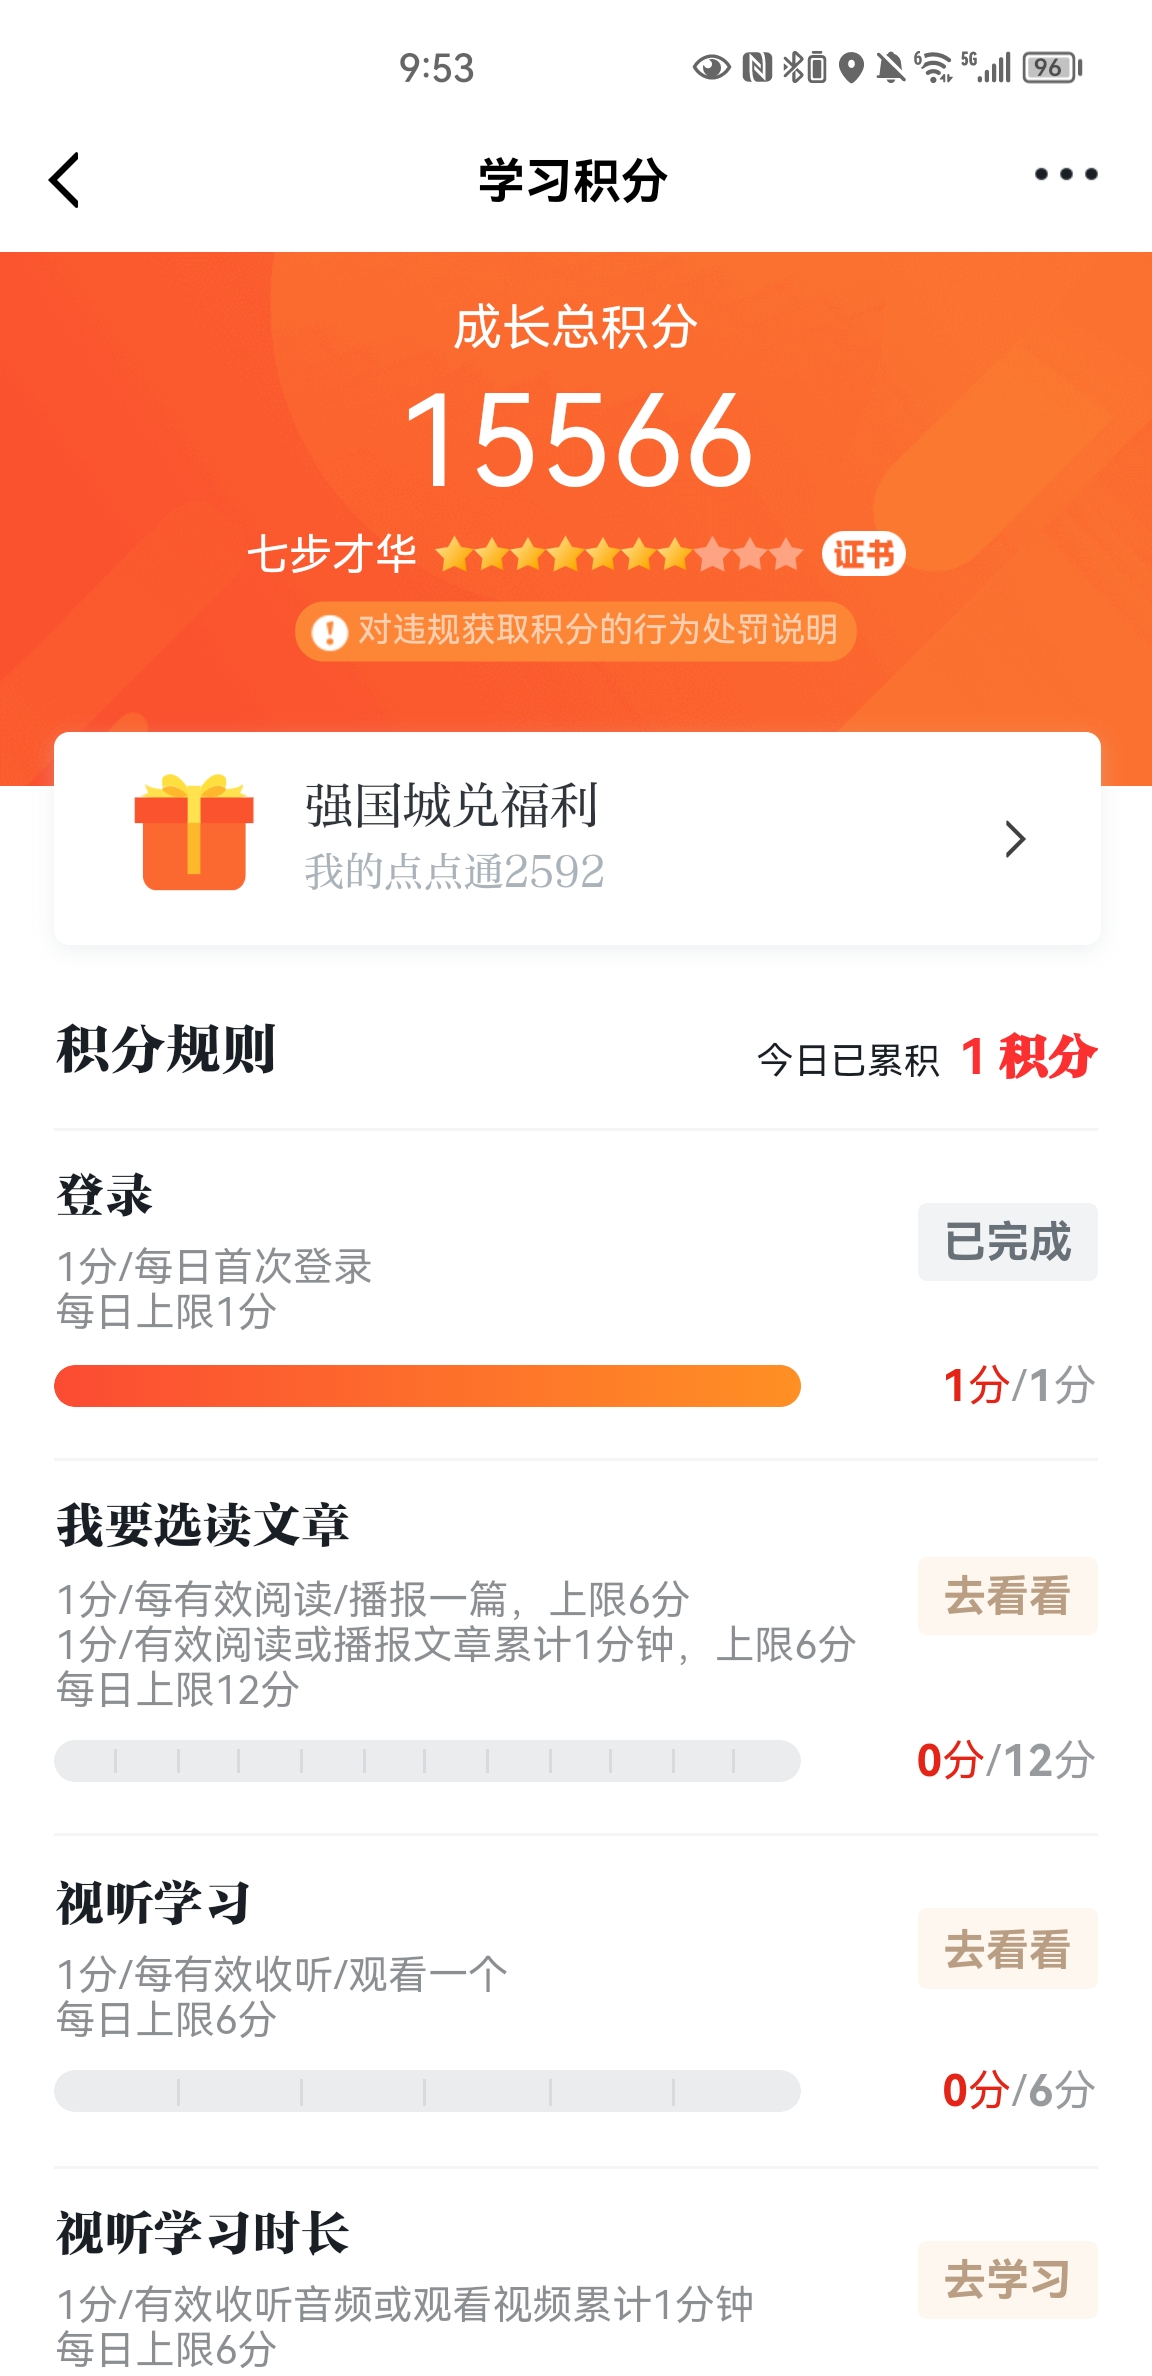 9:53
6
5G
96
学习积分
成长总积分
15566
七步才华 证书
对违规获取积分的行为处罚说明
强国城兑福利
我的点点通2592
积分规则
今日已累积 1 积分
登录
已完成
1分/每日首次登录
每日上限1分
1分/1分
我要选读文章
去看看
1分/每有效阅读/播报一篇，上限6分
1分/有效阅读或播报文章累计1分钟，上限6分
每日上限12分
0分/12分
视听学习
去看看
1分/每有效收听/观看一个
每日上限6分
0分/6分
视听学习时长
去学习
1分/有效收听音频或观看视频累计1分钟
每日上限6分